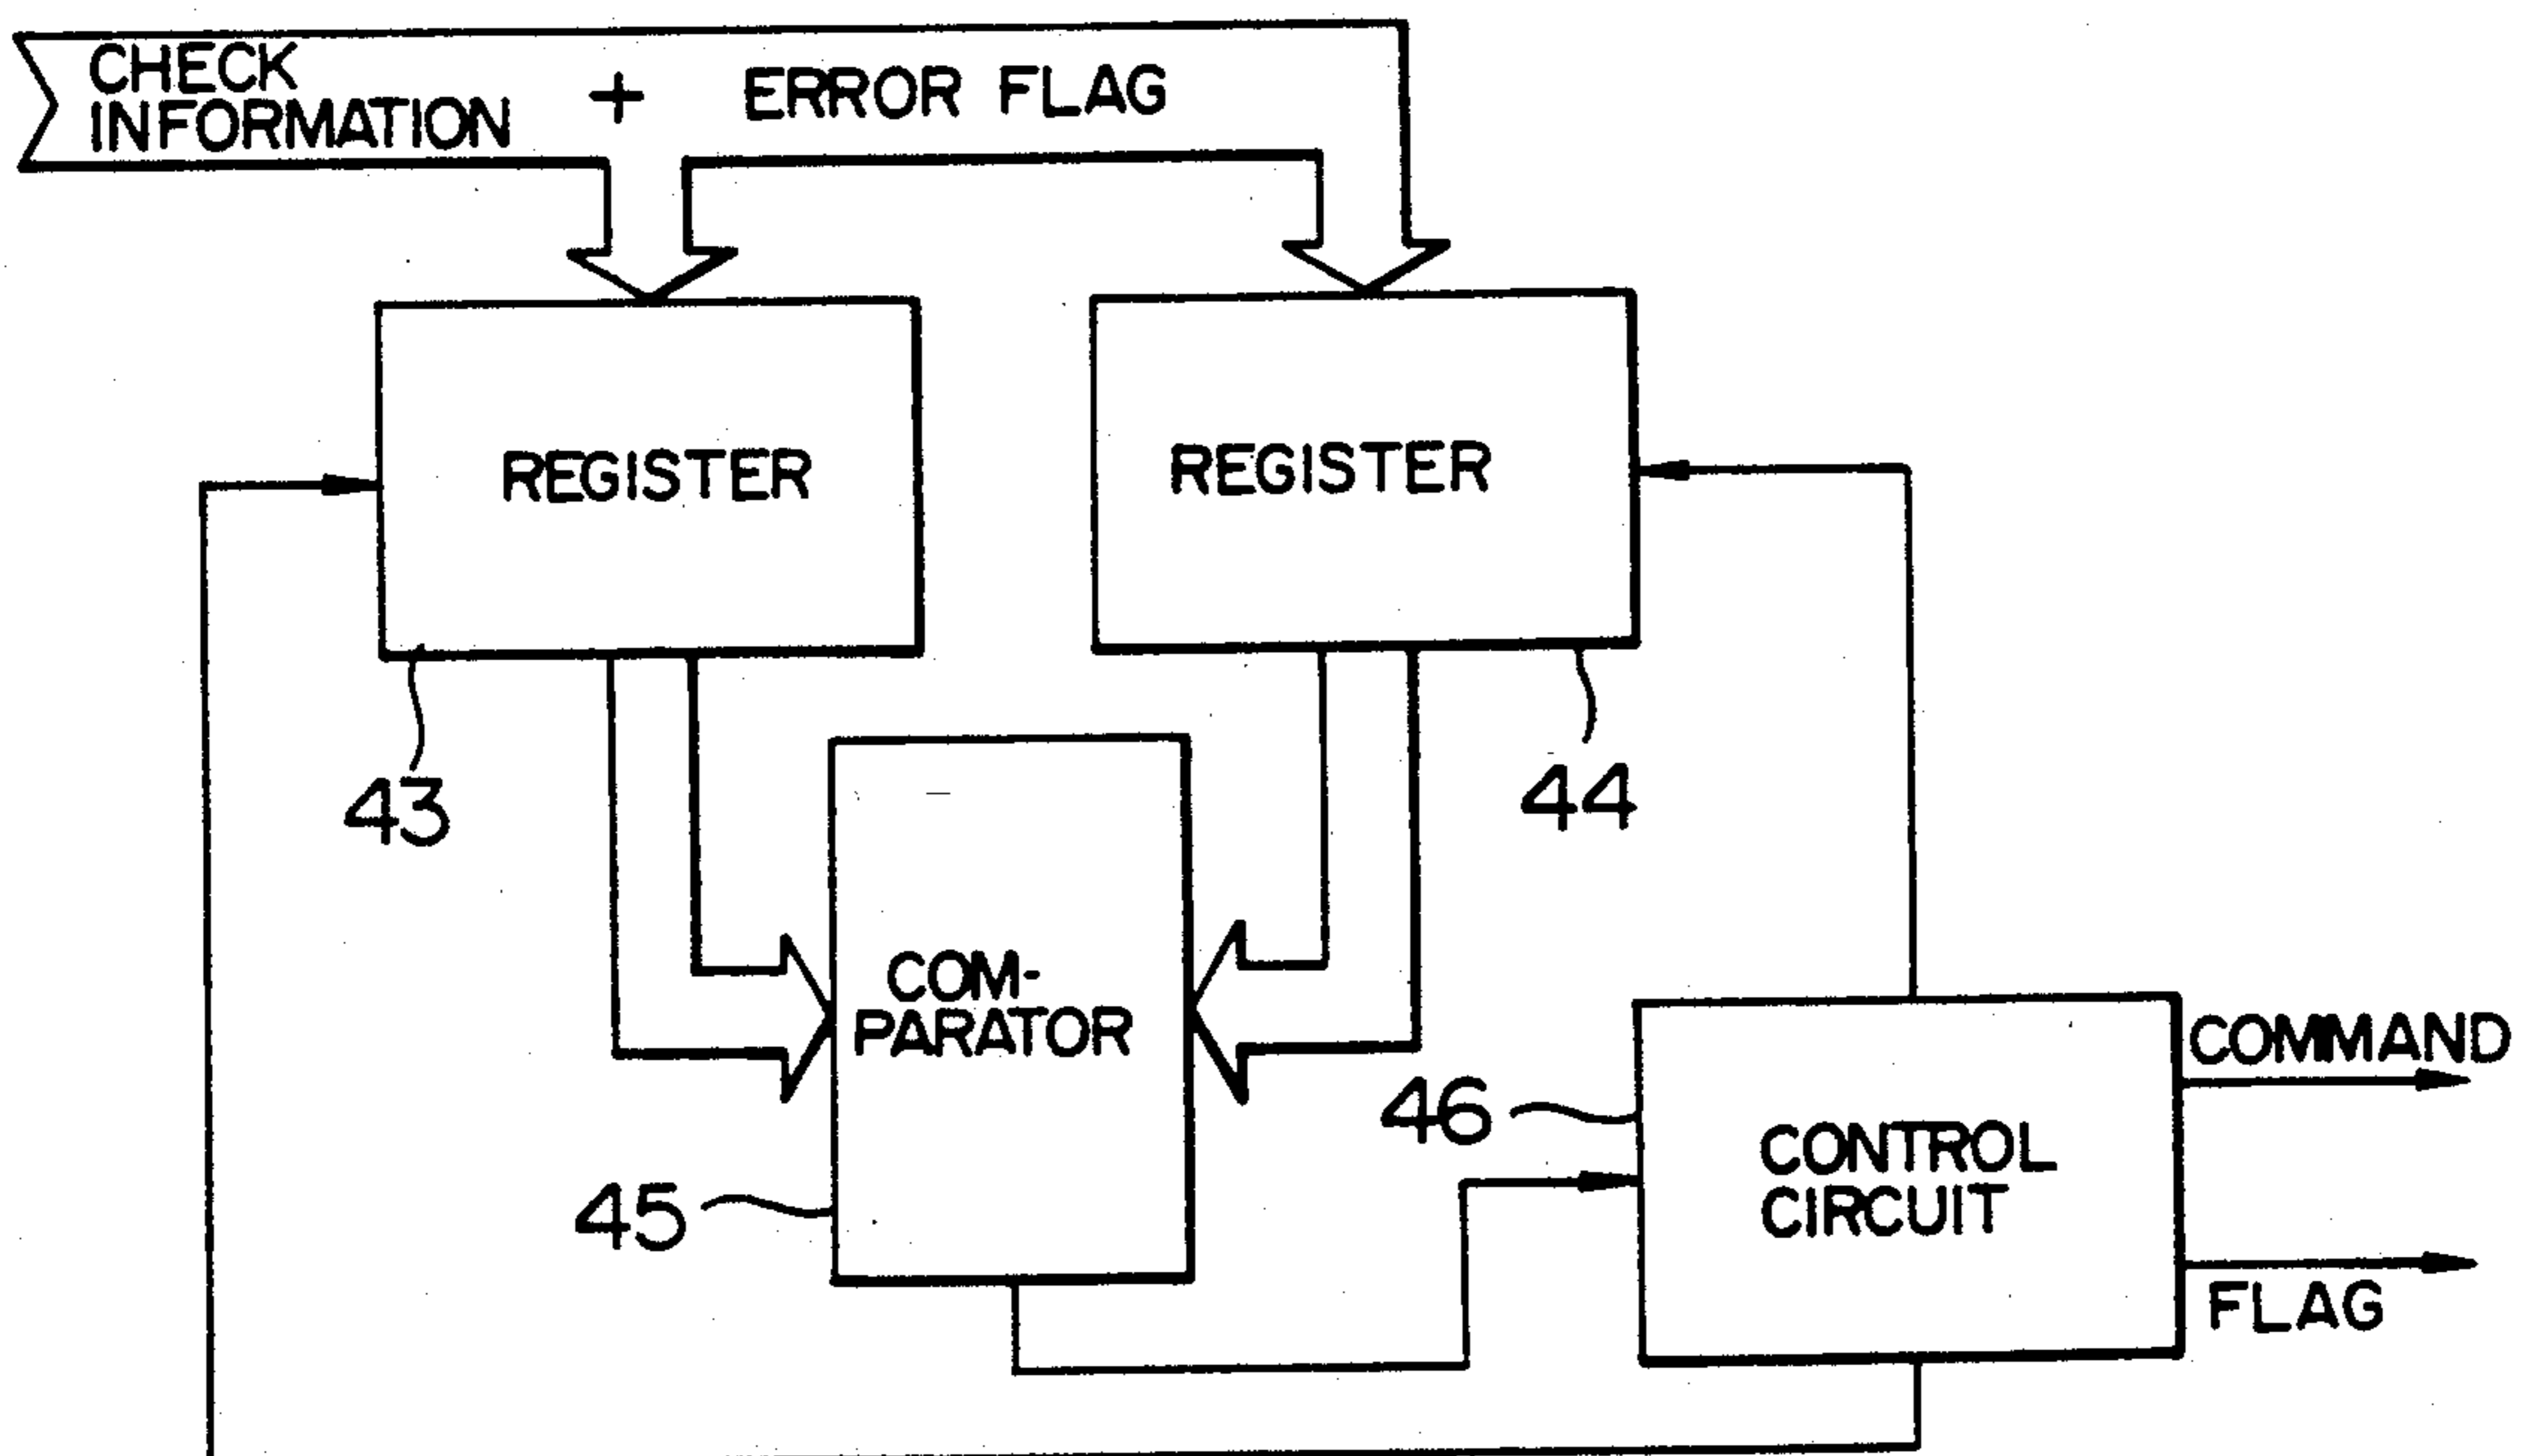 CHECK
INFORMATION + ERROR FLAG
REGISTER
REGISTER
43
44
COM-
PARATOR
45
46
CONTROL
CIRCUIT
COMMAND
FLAG